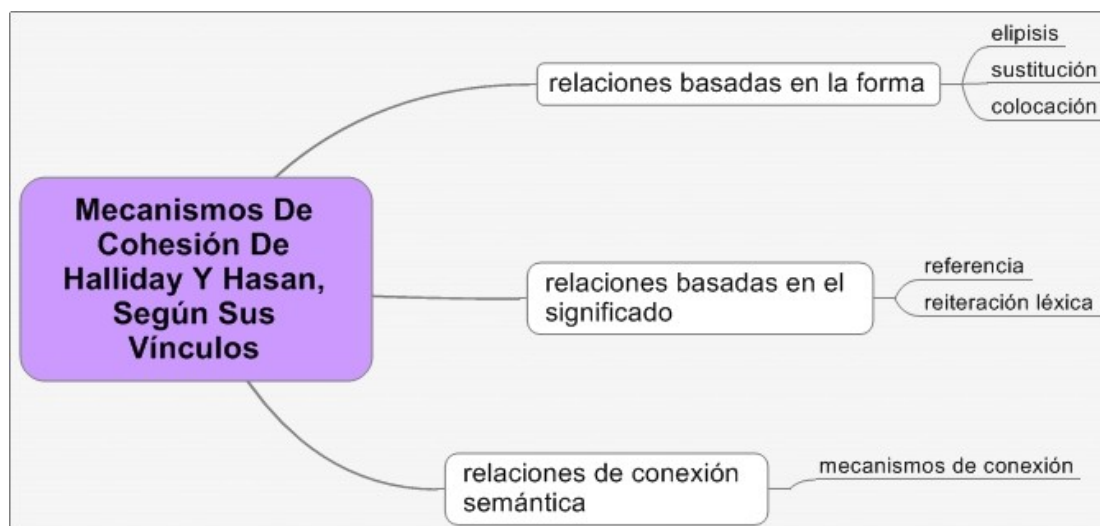 elipisis
relaciones basadas en la forma
sustitución
colocación
Mecanismos De
Cohesión De
Halliday Y Hasan,
Según Sus
Vínculos
relaciones basadas en el
significado
referencia
reiteración léxica
relaciones de conexión
semántica
mecanismos de conexión